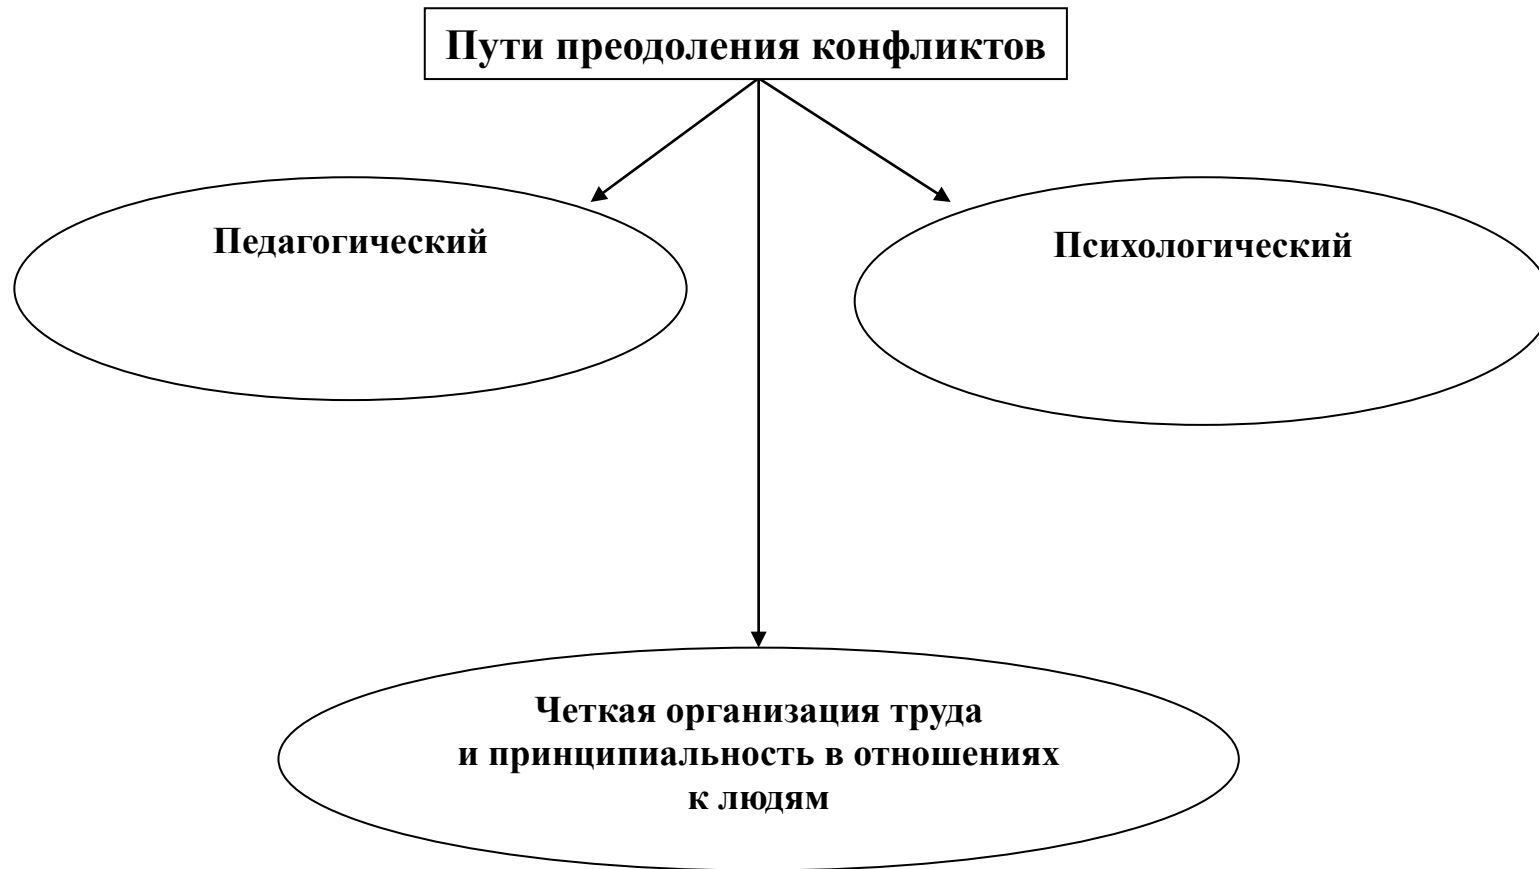 Пути преодоления конфликтов
Педагогический
Психологический
Четкая организация труда
и принципиальность в отношениях
к людям